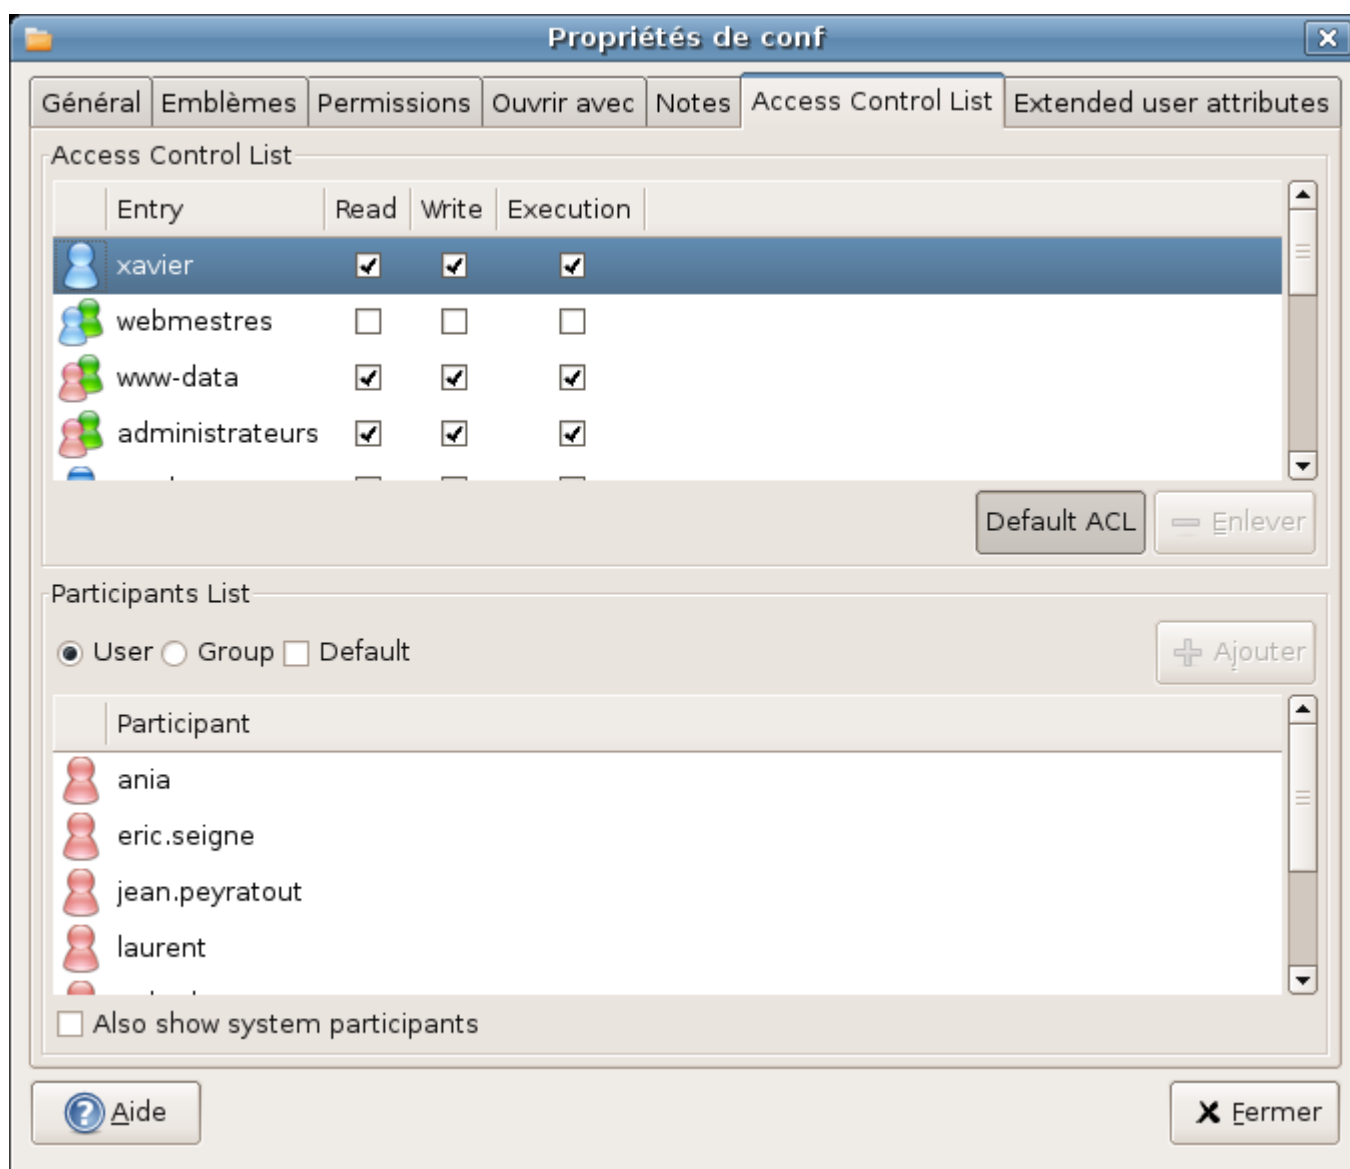 Propriétés de conf
Général Emblèmes Permissions Ouvrir avec Notes Access Control List Extended user attributes
Access Control List
Entry Read Write Execution
xavier
webmestres
www-data
administrateurs
Default ACL Enlever
Participants List
User Group Default Ajouter
Participant
ania
eric.seigne
jean.peyratout
laurent
Also show system participants
Aide Fermer